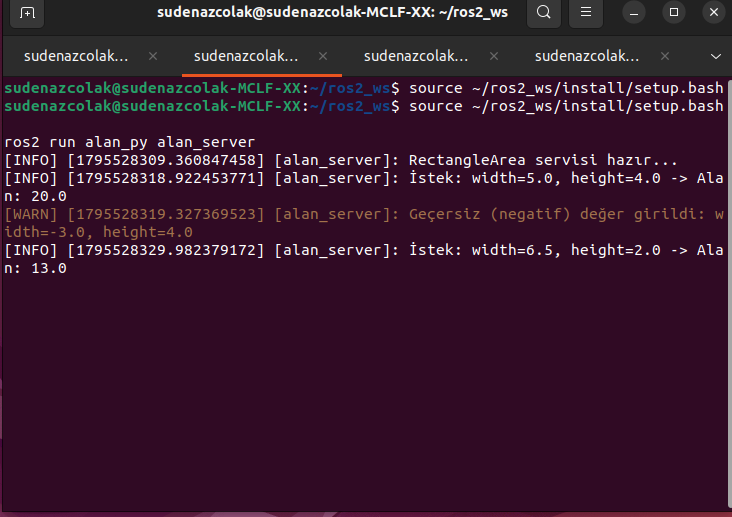 sudenazcolak@sudenazcolak-MCLF-XX: ~/ros2_ws
sudenazcolak...
sudenazcolak...
sudenazcolak...
sudenazcolak...
sudenazcolak@sudenazcolak-MCLF-XX:~/ros2_ws$ source ~/ros2_ws/install/setup.bash
sudenazcolak@sudenazcolak-MCLF-XX:~/ros2_ws$ source ~/ros2_ws/install/setup.bash
ros2 run alan_py alan_server
[INFO] [1795528309.360847458] [alan_server]: RectangleArea servisi hazır...
[INFO] [1795528318.922453771] [alan_server]: İstek: width=5.0, height=4.0 -> Ala
n: 20.0
[WARN] [1795528319.327369523] [alan_server]: Geçersiz (negatif) değer girildi: w
idth=-3.0, height=4.0
[INFO] [1795528329.982379172] [alan_server]: İstek: width=6.5, height=2.0 -> Ala
n: 13.0